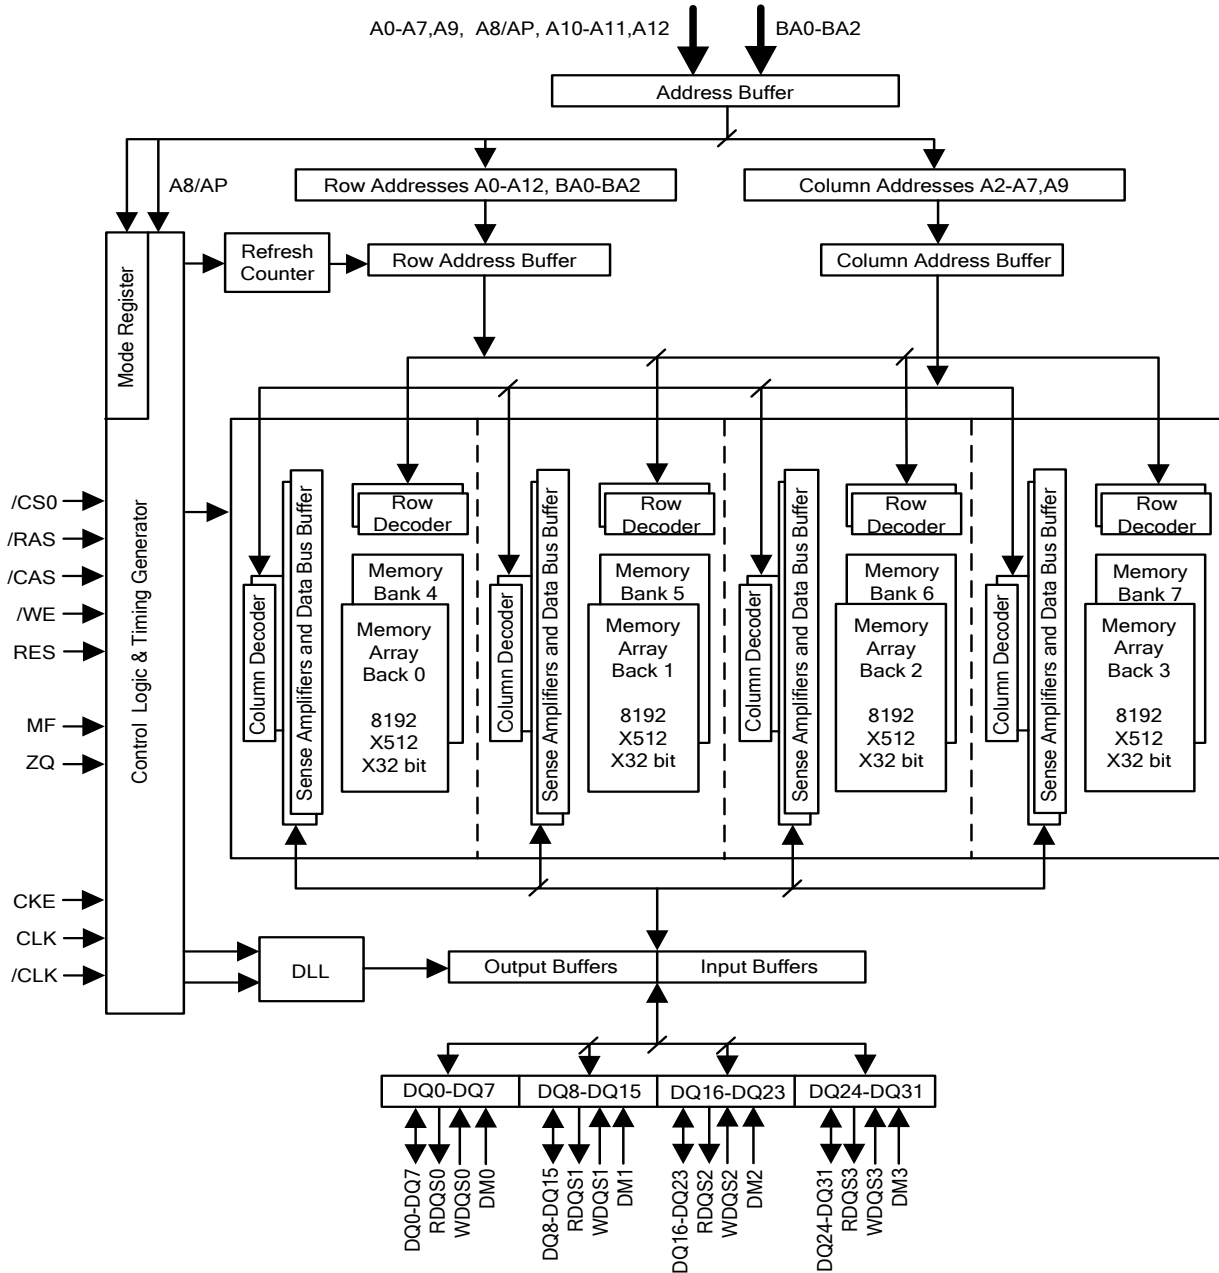 A0-A7,A9, A8/AP, A10-A11,A12
BA0-BA2
Address Buffer
A8/AP
Row Addresses A0-A12, BA0-BA2
Column Addresses A2-A7,A9
Mode Register
Refresh
Counter
Row Address Buffer
Column Address Buffer
Control Logic & Timing Generator
/CS0
/RAS
/CAS
/WE
RES
MF
ZQ
CKE
CLK
/CLK
Column Decoder
Sense Amplifiers and Data Bus Buffer
Row
Decoder
Memory
Bank 4
Memory
Array
Back 0
8192
X512
X32 bit
Column Decoder
Sense Amplifiers and Data Bus Buffer
Row
Decoder
Memory
Bank 5
Memory
Array
Back 1
8192
X512
X32 bit
Column Decoder
Sense Amplifiers and Data Bus Buffer
Row
Decoder
Memory
Bank 6
Memory
Array
Back 2
8192
X512
X32 bit
Column Decoder
Sense Amplifiers and Data Bus Buffer
Row
Decoder
Memory
Bank 7
Memory
Array
Back 3
8192
X512
X32 bit
DLL
Output Buffers
Input Buffers
DQ0-DQ7
DQ8-DQ15
DQ16-DQ23
DQ24-DQ31
DQ0-DQ7
RDQS0
WDQS0
DM0
DQ8-DQ15
RDQS1
WDQS1
DM1
DQ16-DQ23
RDQS2
WDQS2
DM2
DQ24-DQ31
RDQS3
WDQS3
DM3